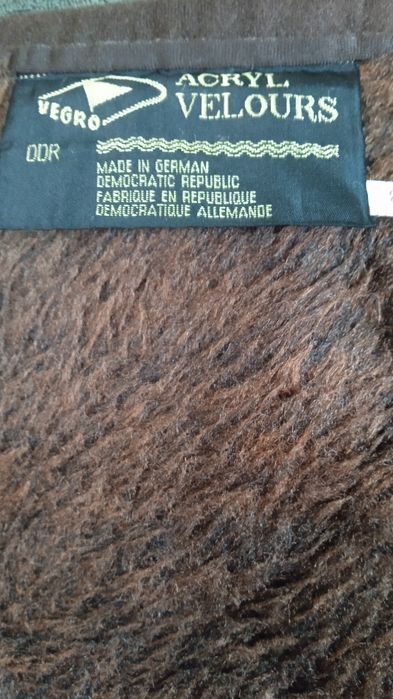 VEGRO
ACRYL
VELOURS
DDR
MADE IN GERMAN
DEMOCRATIC REPUBLIC
FABRIQUE EN REPUBLIQUE
DEMOCRATIQUE ALLEMANDE